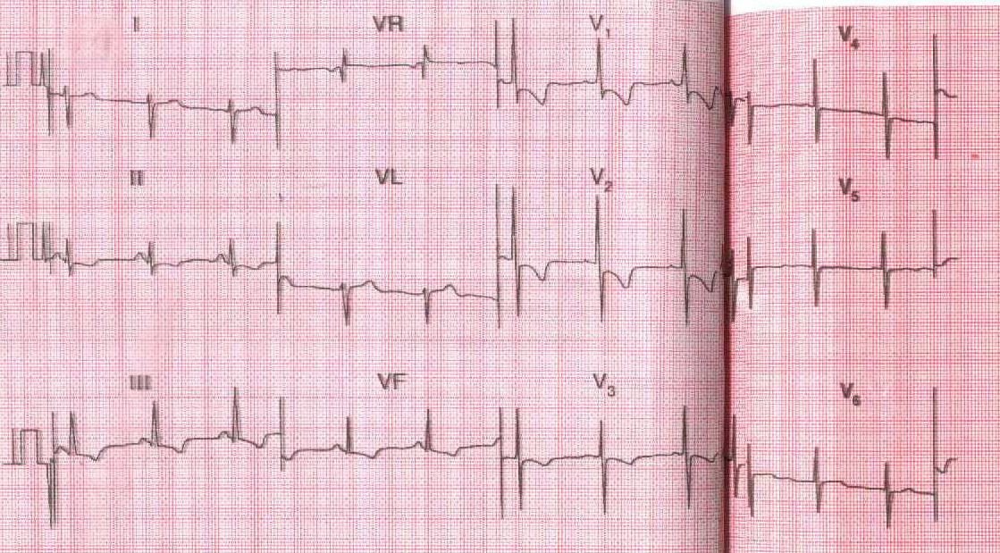 I VR V₁ V₄
II VL V₂ V₅
III VF V₃ V₆